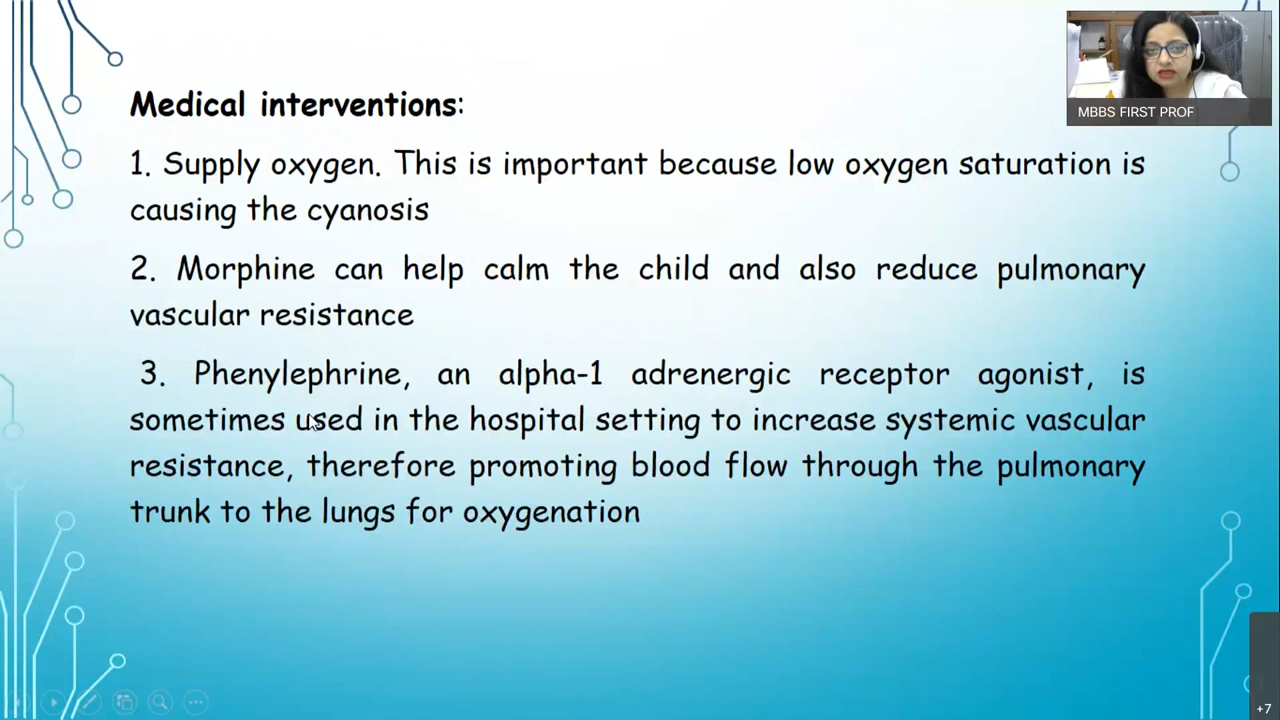 MBBS FIRST PROF
Medical interventions:
1. Supply oxygen. This is important because low oxygen saturation is
causing the cyanosis
2. Morphine can help calm the child and also reduce pulmonary
vascular resistance
3. Phenylephrine, an alpha-1 adrenergic receptor agonist, is
sometimes used in the hospital setting to increase systemic vascular
resistance, therefore promoting blood flow through the pulmonary
trunk to the lungs for oxygenation
+7